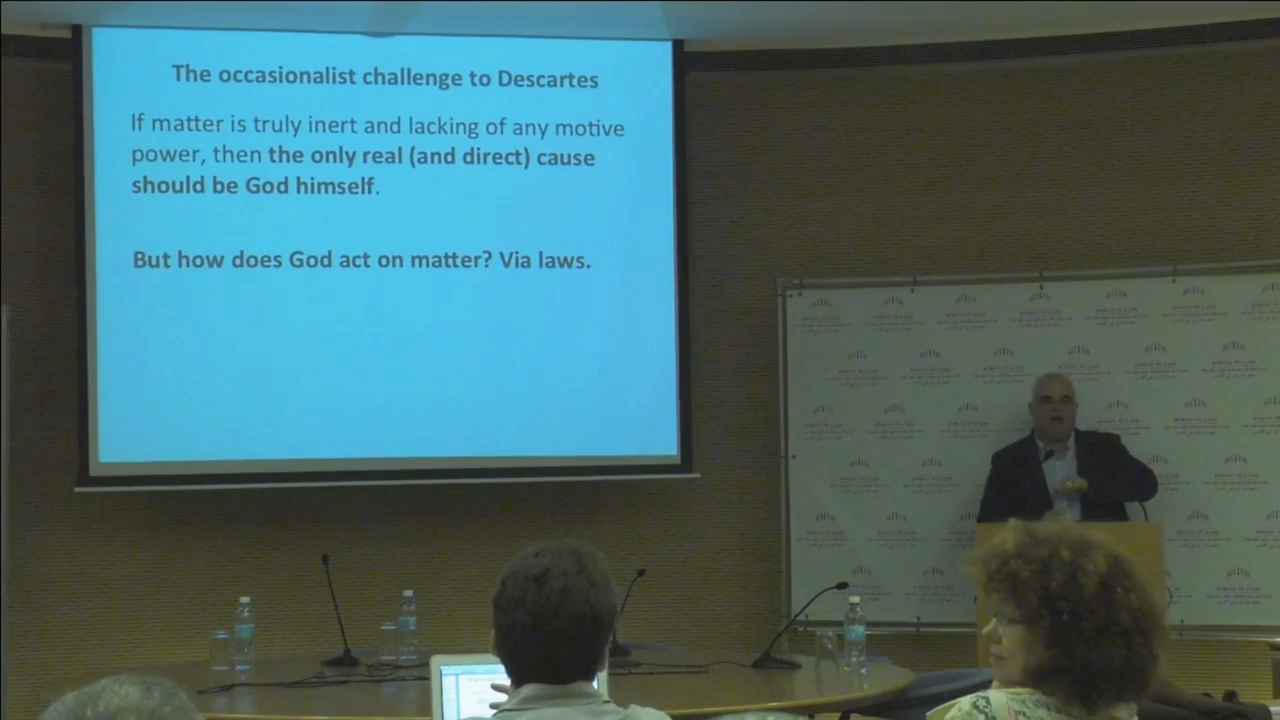 The occasionalist challenge to Descartes
If matter is truly inert and lacking of any motive
power, then the only real (and direct) cause
should be God himself.
But how does God act on matter? Via laws.